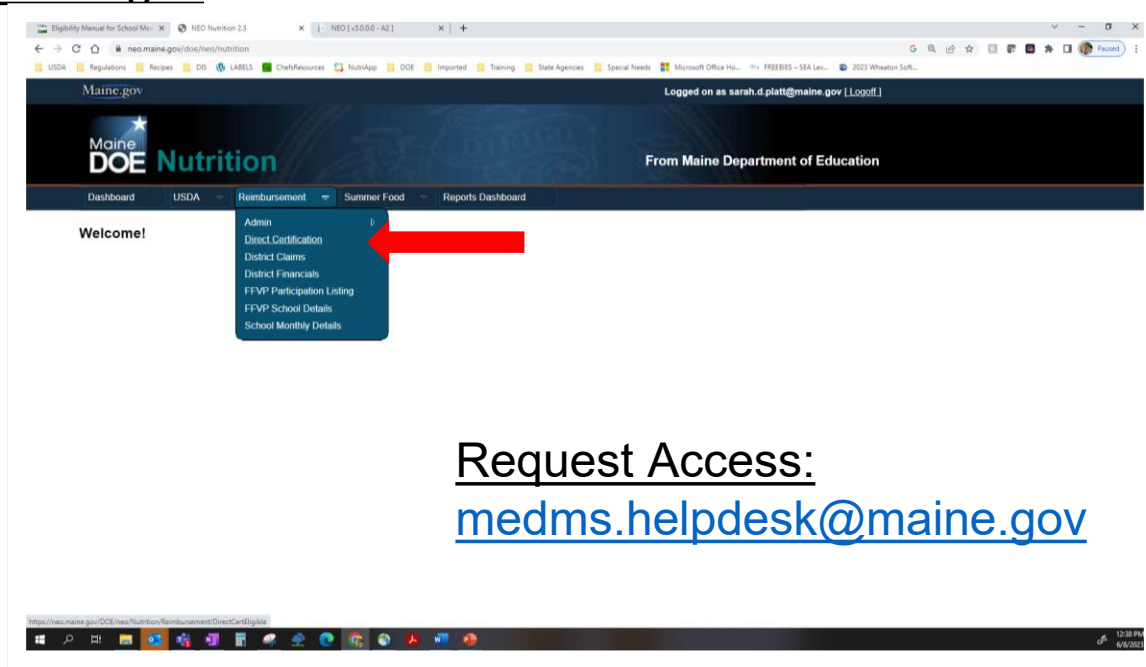 Eligibility Manual for School Me
NEO Nutrition 2.3
NEO [ v3.0.0.0 - A2 ]
neo.maine.gov/doe/neo/nutrition
Paused
USDA Regulations Recipes DIS LABELS ChefsResources NutriApp DOE Imported Training State Agencies Special Needs Microsoft Office Ho... FREEBIES – SEA Lev... 2023 Wheaton Soft...
Maine.gov
Logged on as sarah.d.platt@maine.gov [ Logoff ]
Maine
DOE Nutrition
From Maine Department of Education
Dashboard USDA Reimbursement Summer Food Reports Dashboard
Welcome!
Admin
Direct Certification
District Claims
District Financials
FFVP Participation Listing
FFVP School Details
School Monthly Details
Request Access:
medms.helpdesk@maine.gov
https://neo.maine.gov/DOE/neo/Nutrition/Reimbursement/DirectCertEligible
12:38 PM
6/8/2023